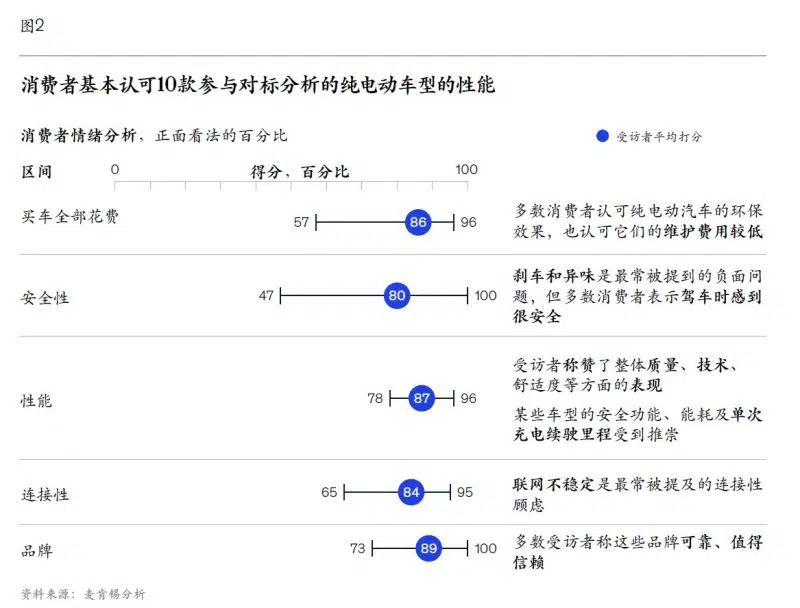 图2
消费者基本认可10款参与对标分析的纯电动车型的性能
消费者情绪分析，正面看法的百分比
受访者平均打分
区间
0
得分，百分比
100
买车全部花费
57
86
96
多数消费者认可纯电动汽车的环保
效果，也认可它们的维护费用较低
安全性
47
80
100
刹车和异味是最常被提到的负面问
题，但多数消费者表示驾车时感到
很安全
性能
78
87
96
受访者称赞了整体质量、技术、
舒适度等方面的表现
某些车型的安全功能、能耗及单次
充电续驶里程受到推崇
连接性
65
84
95
联网不稳定是最常被提及的连接性
顾虑
品牌
73
89
100
多数受访者称这些品牌可靠、值得
信赖
资料来源：麦肯锡分析